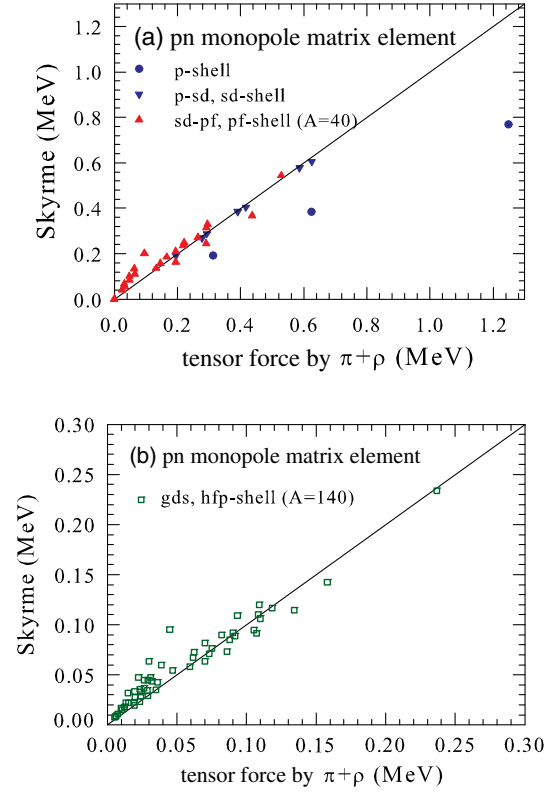 (a) pn monopole matrix element
p-shell
p-sd, sd-shell
sd-pf, pf-shell (A=40)
Skyrme (MeV)
1.2
1.0
0.8
0.6
0.4
0.2
0.0
0.0 0.2 0.4 0.6 0.8 1.0 1.2
tensor force by π+ρ (MeV)
(b) pn monopole matrix element
gds, hfp-shell (A=140)
Skyrme (MeV)
0.30
0.25
0.20
0.15
0.10
0.05
0.00
0.00 0.05 0.10 0.15 0.20 0.25 0.30
tensor force by π+ρ (MeV)